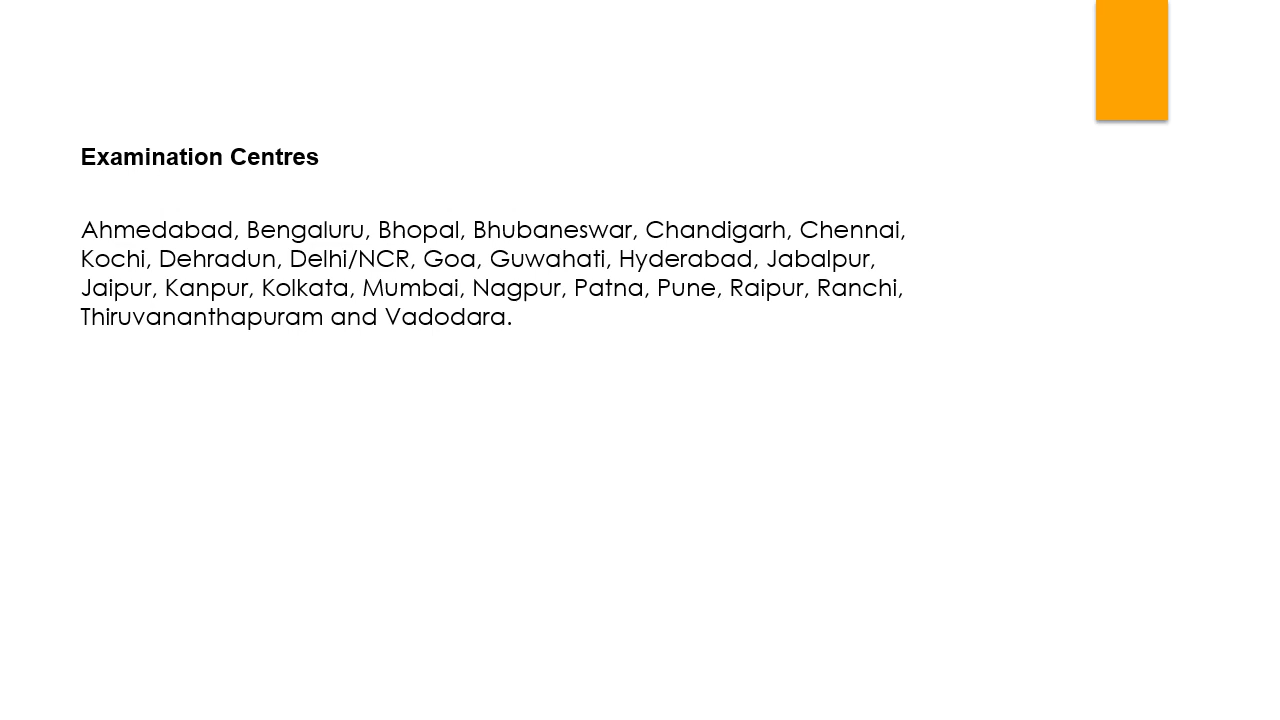 Examination Centres
Ahmedabad, Bengaluru, Bhopal, Bhubaneswar, Chandigarh, Chennai,
Kochi, Dehradun, Delhi/NCR, Goa, Guwahati, Hyderabad, Jabalpur,
Jaipur, Kanpur, Kolkata, Mumbai, Nagpur, Patna, Pune, Raipur, Ranchi,
Thiruvananthapuram and Vadodara.